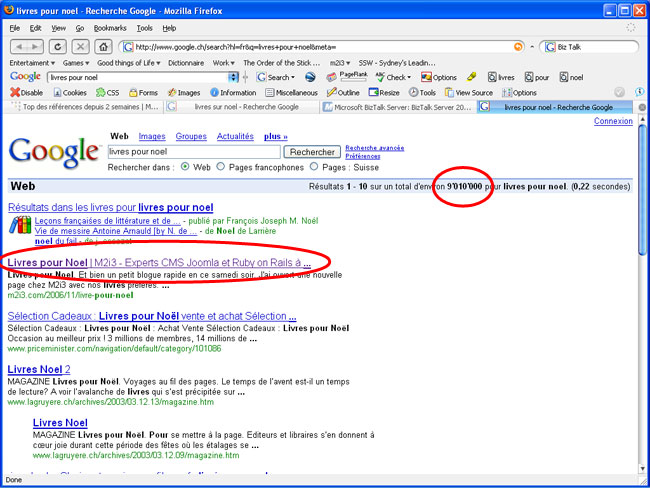 livres pour noel - Recherche Google - Mozilla Firefox
File Edit View Go Bookmarks Tools Help
http://www.google.ch/search?hl=fr&q=livres+pour+noel&meta= Biz Talk
Entertaiment Games Good things of Life Dictionary Work The Order of the Stick ... m2i3 SSW - Sydney's Leadin...
Google livres pour noel Search PageRank ABC Check Options livres pour noel
Disable Cookies CSS Forms Images Information Miscellaneous Outline Resize Tools View Source Options
Top des références depuis 2 semaines | M... livres sur noel - Recherche Google Microsoft BizTalk Server: BizTalk Server 20... livres pour noel - Recherche Google
Connexion
Google
Web Images Groupes Actualités plus »
livres pour noel Rechercher Recherche avancée
Préférences
Rechercher dans : Web Pages francophones Pages : Suisse
Web Résultats 1 - 10 sur un total d'environ 9'010'000 pour livres pour noel. (0,22 secondes)
Résultats dans les livres pour livres pour noel
Leçons françaises de littérature et de ... - publié par François Joseph M. Noël
Vie de messire Antoine Arnauld [by N. de ... - de Noel de Larrière
noel du fail - de
Livres pour Noel | M2i3 - Experts CMS Joomla et Ruby on Rails à ...
Livres pour Noel. Et bien un petit blogue rapide en ce samedi soir. J'ai ouvert une nouvelle
page chez M2i3 avec nos livres préférés. ...
m2i3.com/2006/11/livre-pour-noel
Sélection Cadeaux : Livres pour Noël vente et achat Sélection ...
Sélection Cadeaux : Livres pour Noël : Achat Vente Sélection Cadeaux : Livres pour Noël
Occasion au meilleur prix ! 3 millions de membres, 14 millions de ...
www.priceminister.com/navigation/default/category/101086
Livres Noel 2
MAGAZINE Livres pour Noël. Voyages au fil des pages. Le temps de l'avent est-il un temps
de lecture? A voir l'avalanche de livres qui s'est précipitée sur ...
www.lagruyere.ch/archives/2003/03.12.13/magazine.htm
Livres Noel
MAGAZINE Livres pour Noël. Pour se mettre à la page. Editeurs et libraires s'en donnent à
cœur joie durant cette période des fêtes où les étalages se ...
www.lagruyere.ch/archives/2003/03.12.09/magazine.htm
Done